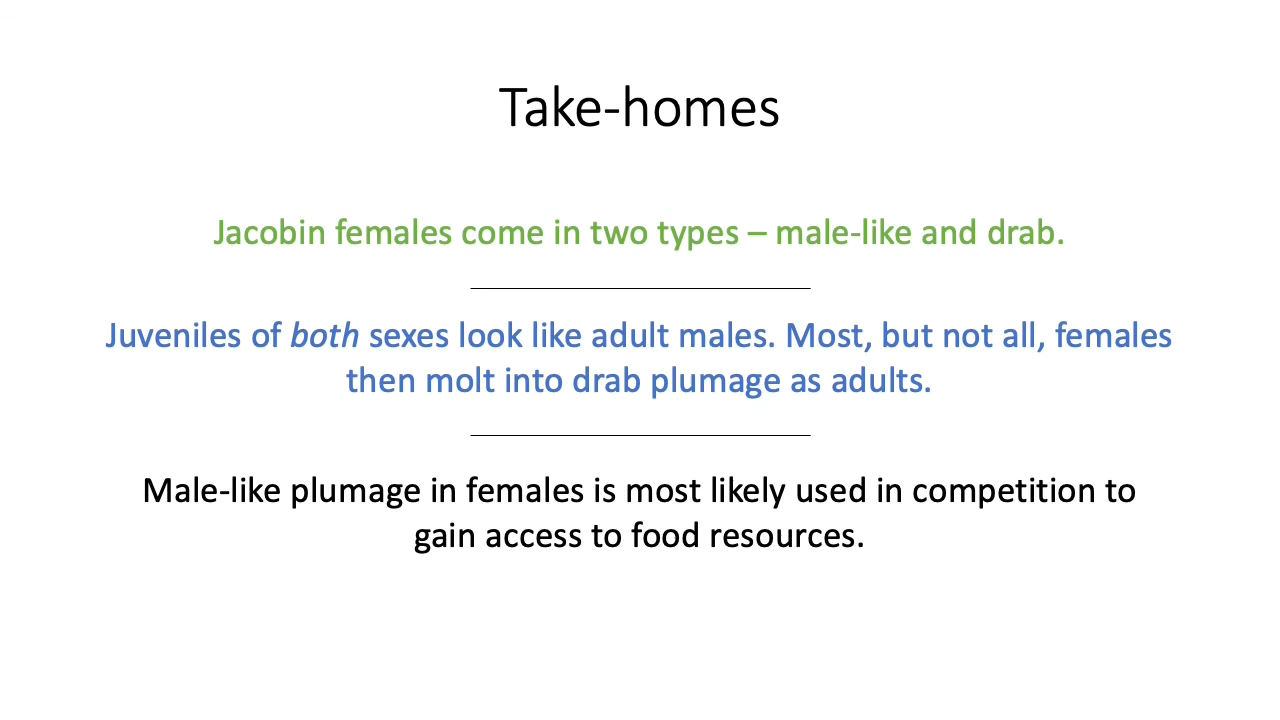 Take-homes
Jacobin females come in two types – male-like and drab.
Juveniles of both sexes look like adult males. Most, but not all, females
then molt into drab plumage as adults.
Male-like plumage in females is most likely used in competition to
gain access to food resources.